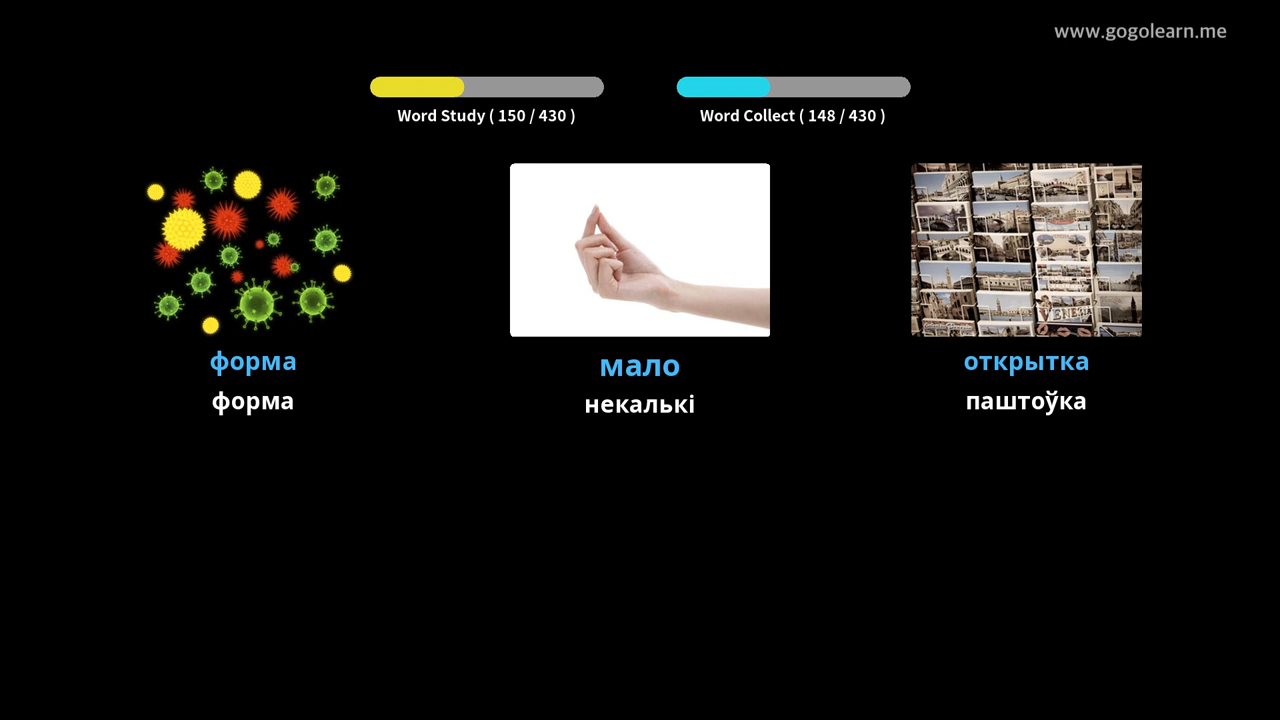 www.gogolearn.me
Word Study ( 150 / 430 )
Word Collect ( 148 / 430 )
форма
мало
открытка
форма
некалькі
паштоўка